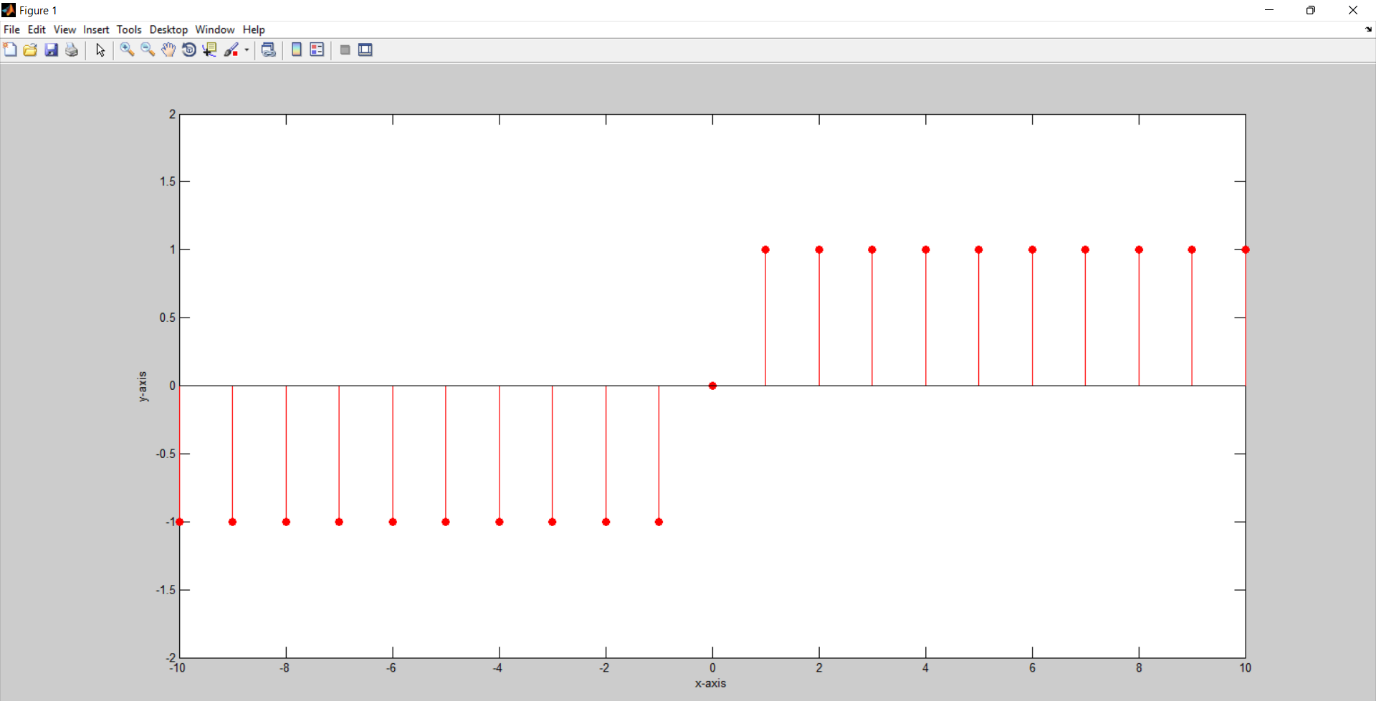 Figure 1
File Edit View Insert Tools Desktop Window Help
2
1.5
1
0.5
0
-0.5
-1
-1.5
-2
y-axis
-10 -8 -6 -4 -2 0 2 4 6 8 10
x-axis